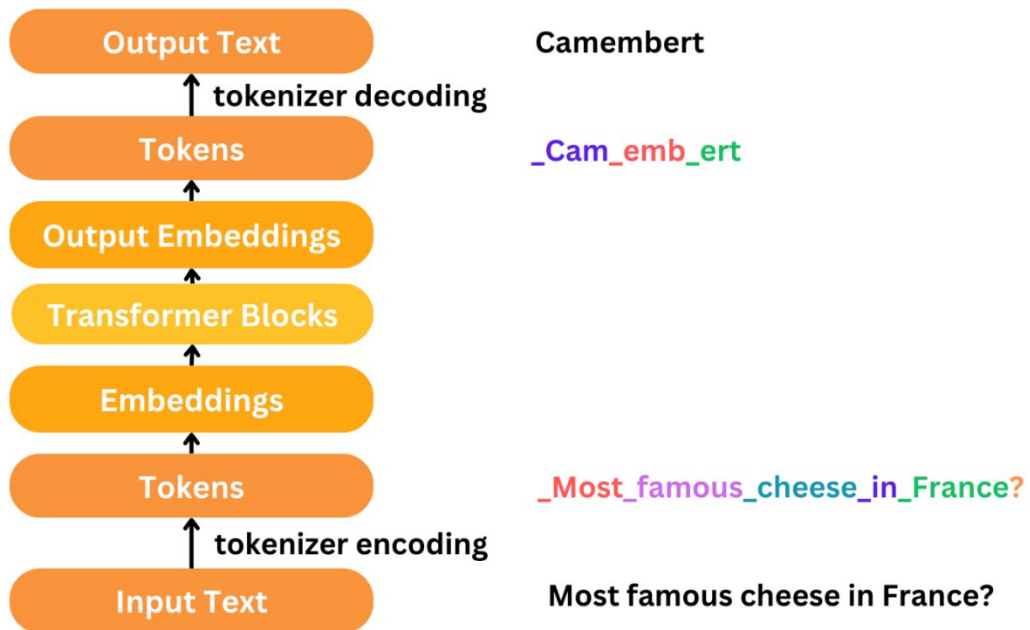 Output Text
Camembert
tokenizer decoding
Tokens
_Cam_emb_ert
Output Embeddings
Transformer Blocks
Embeddings
Tokens
_Most_famous_cheese_in_France?
tokenizer encoding
Input Text
Most famous cheese in France?